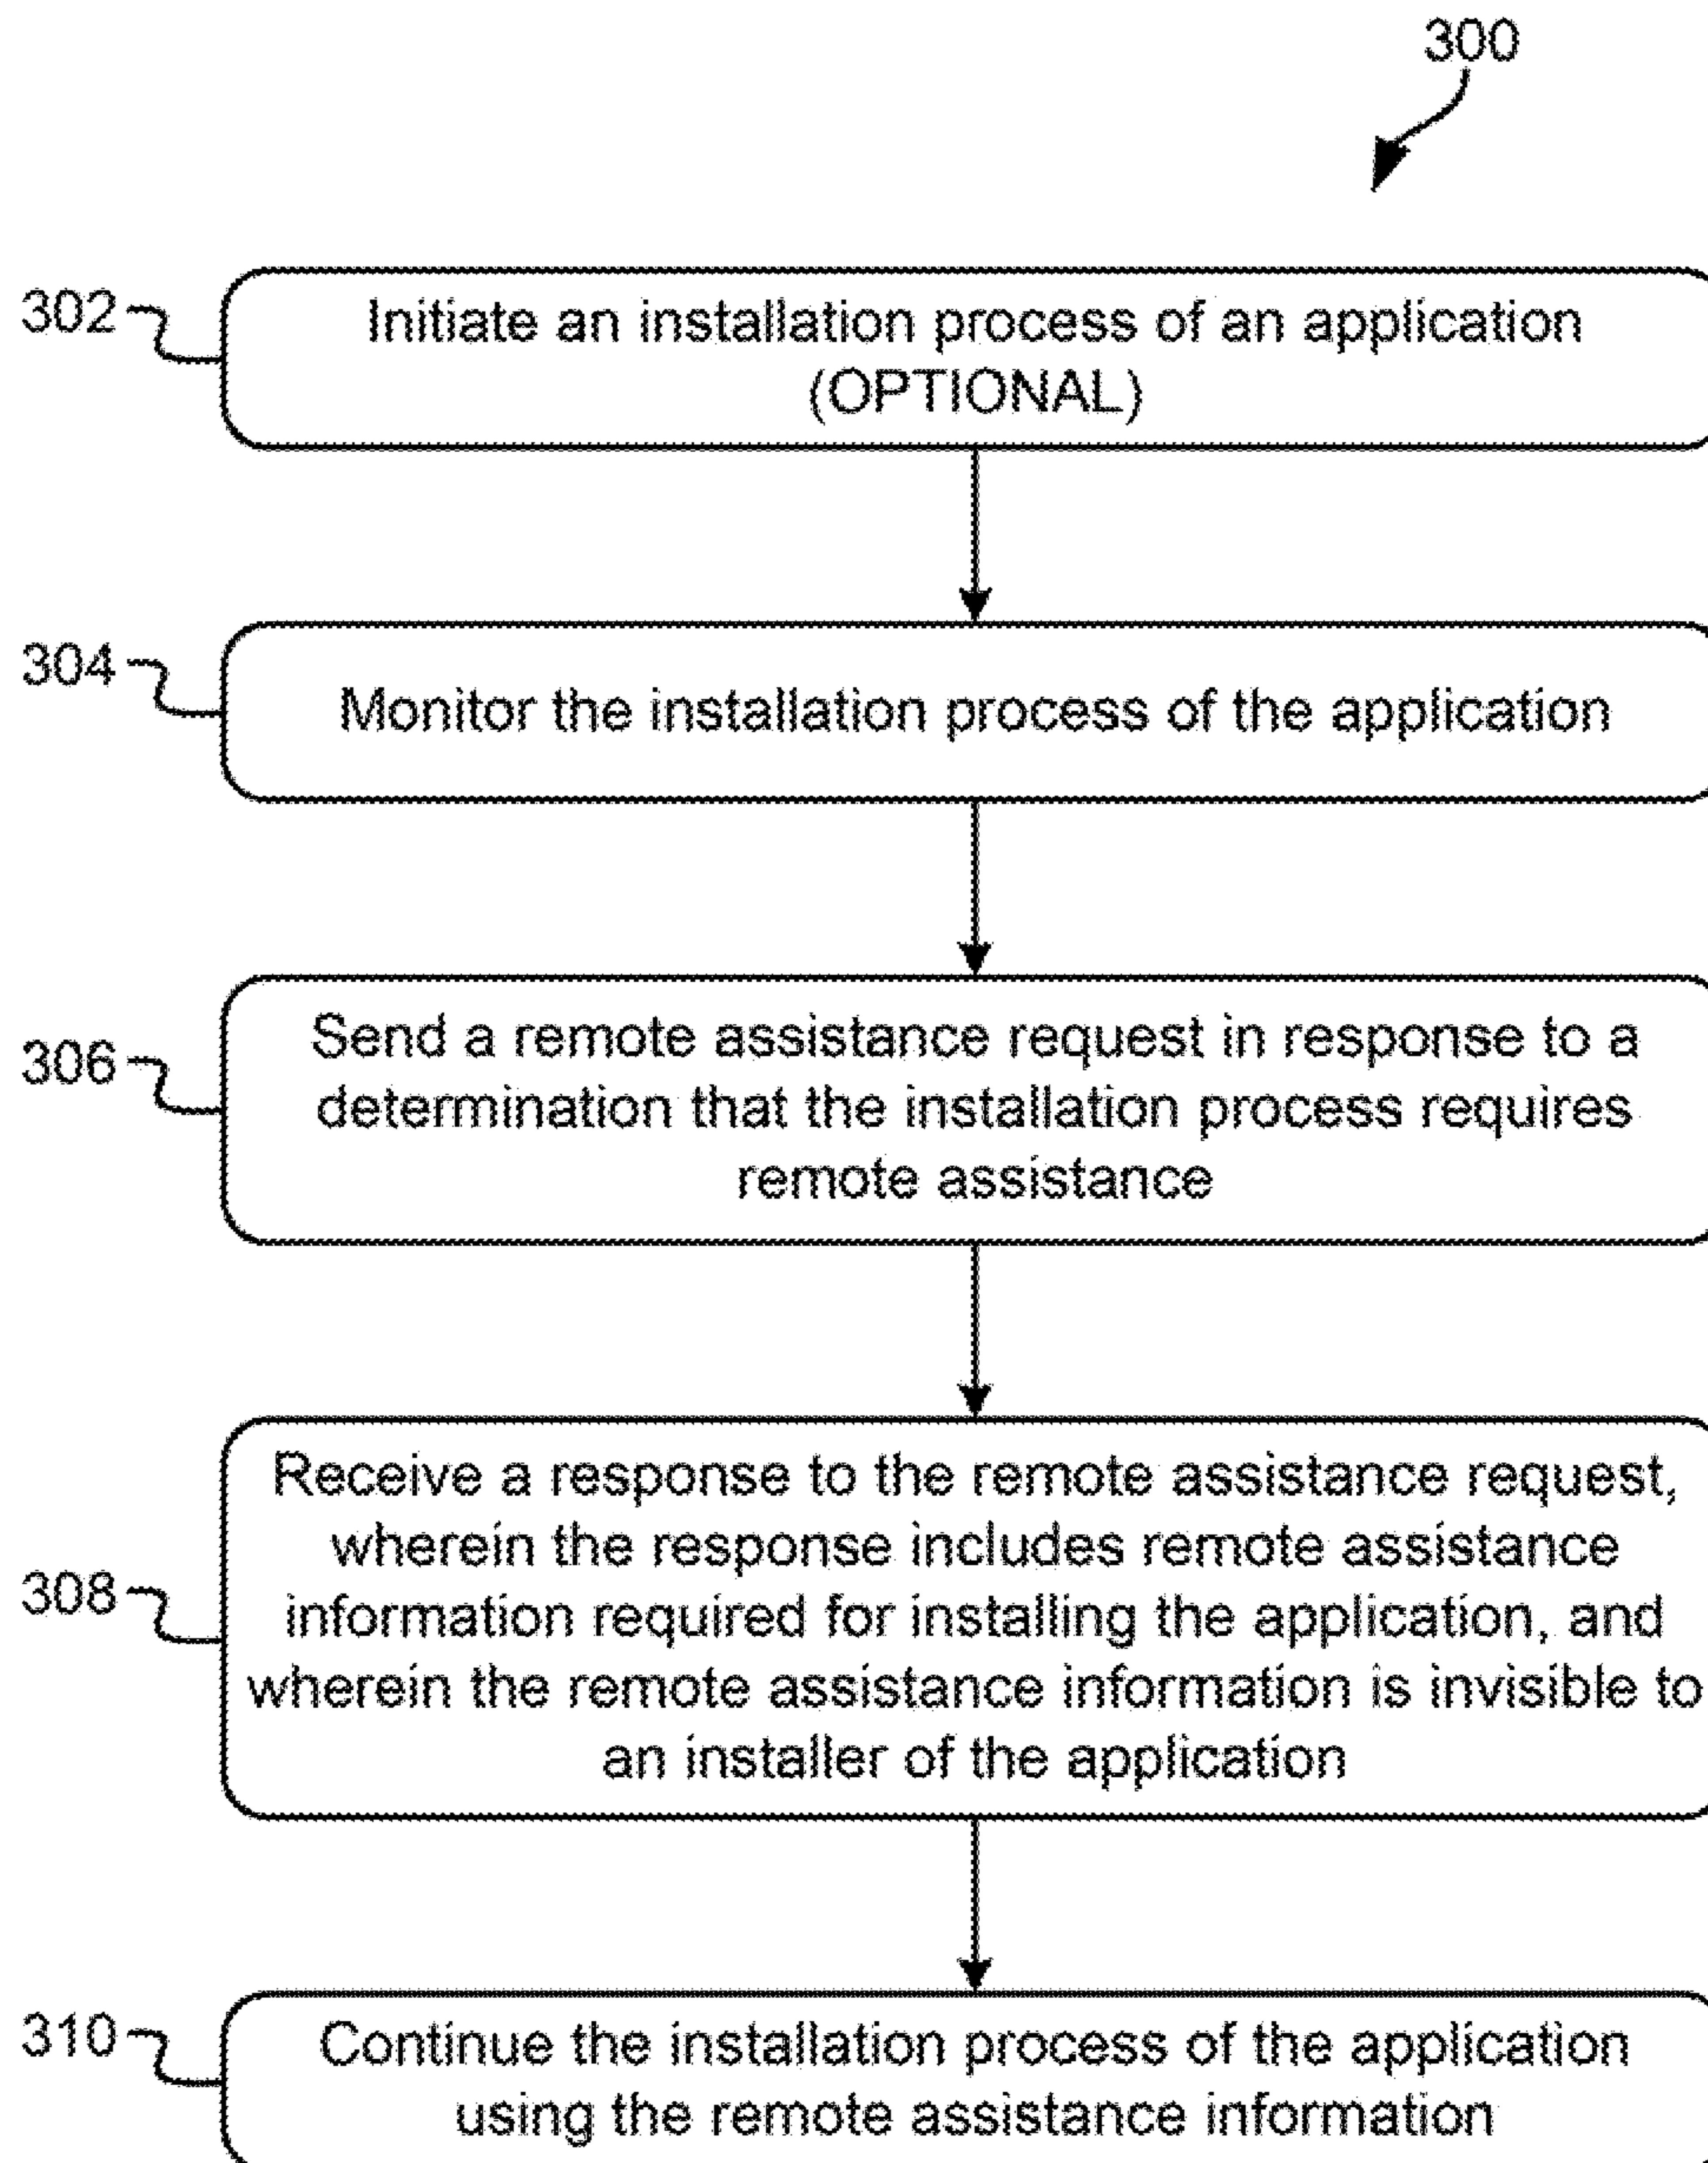 300
302
Initiate an installation process of an application
(OPTIONAL)
304
Monitor the installation process of the application
306
Send a remote assistance request in response to a
determination that the installation process requires
remote assistance
308
Receive a response to the remote assistance request,
wherein the response includes remote assistance
information required for installing the application, and
wherein the remote assistance information is invisible to
an installer of the application
310
Continue the installation process of the application
using the remote assistance information